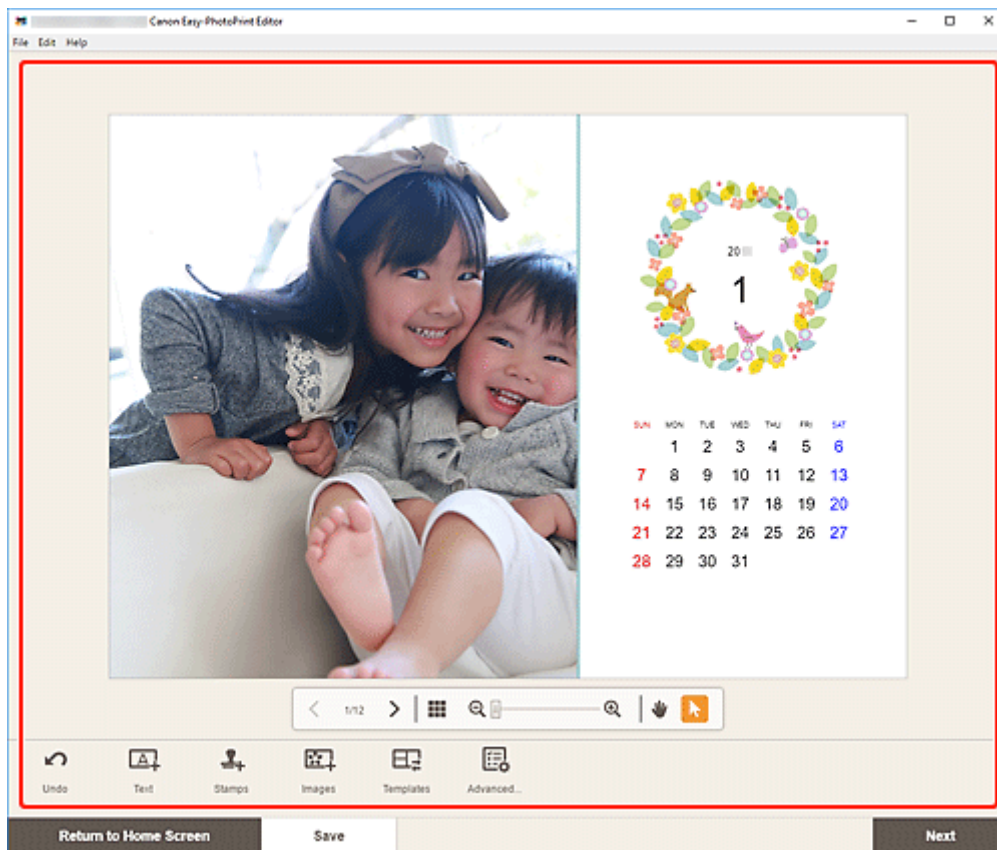 Canon Easy-PhotoPrint Editor
File Edit Help
20
1
SUN MON TUE WED THU FRI SAT
1 2 3 4 5 6
7 8 9 10 11 12 13
14 15 16 17 18 19 20
21 22 23 24 25 26 27
28 29 30 31
1/12
Undo Text Stamps Images Templates Advanced...
Return to Home Screen Save Next